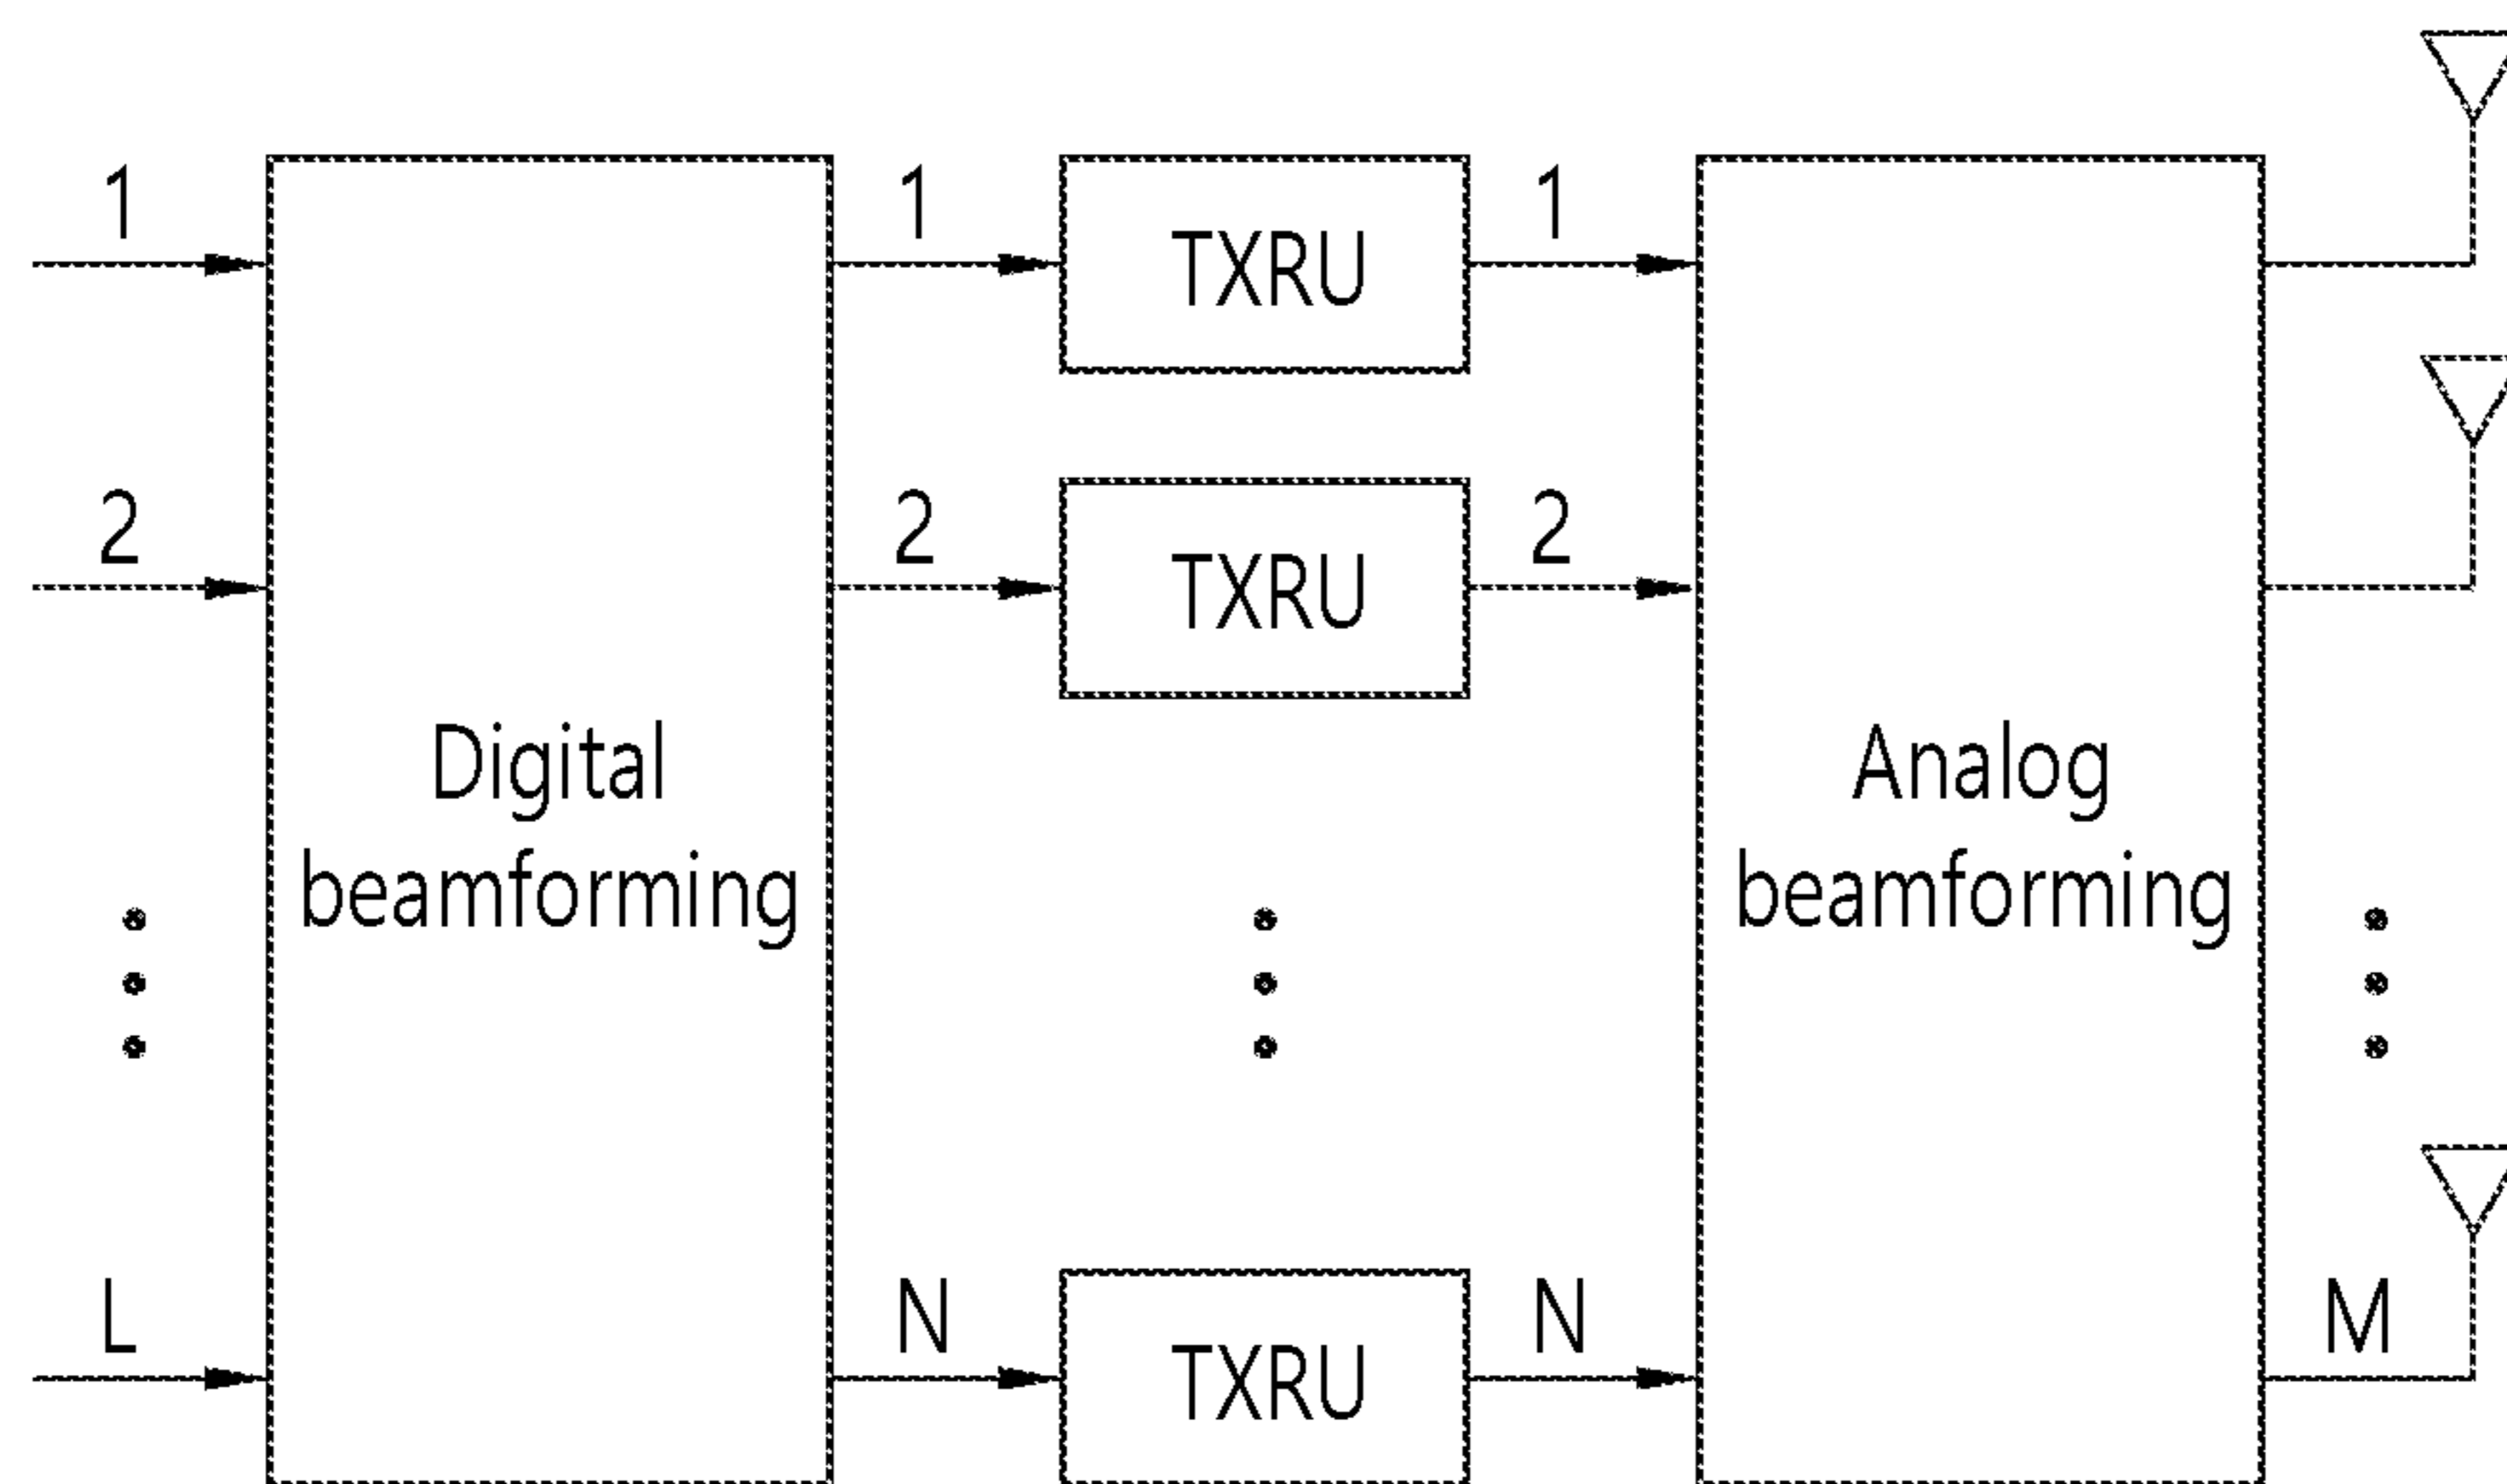 1
1
TXRU
1
2
2
TXRU
2
Digital
beamforming
Analog
beamforming
L
N
TXRU
N
M